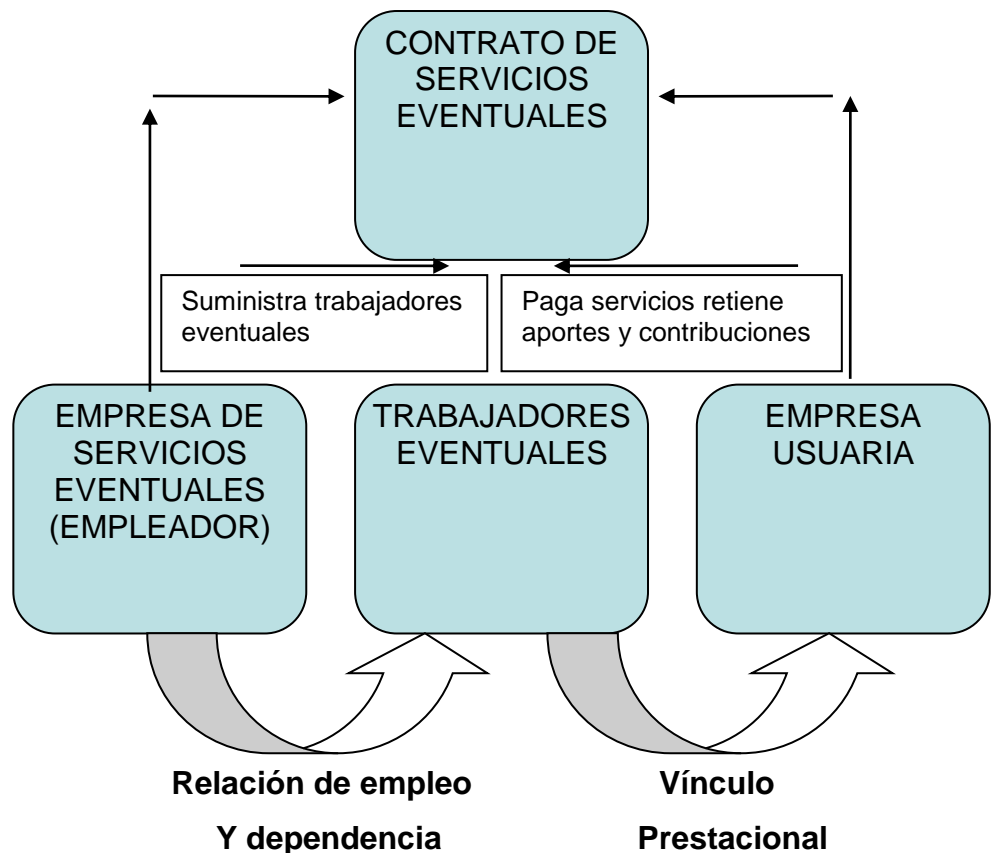 CONTRATO DE
SERVICIOS
EVENTUALES
Suministra trabajadores
eventuales
Paga servicios retiene
aportes y contribuciones
EMPRESA DE
SERVICIOS
EVENTUALES
(EMPLEADOR)
TRABAJADORES
EVENTUALES
EMPRESA
USUARIA
Relación de empleo
Y dependencia
Vínculo
Prestacional